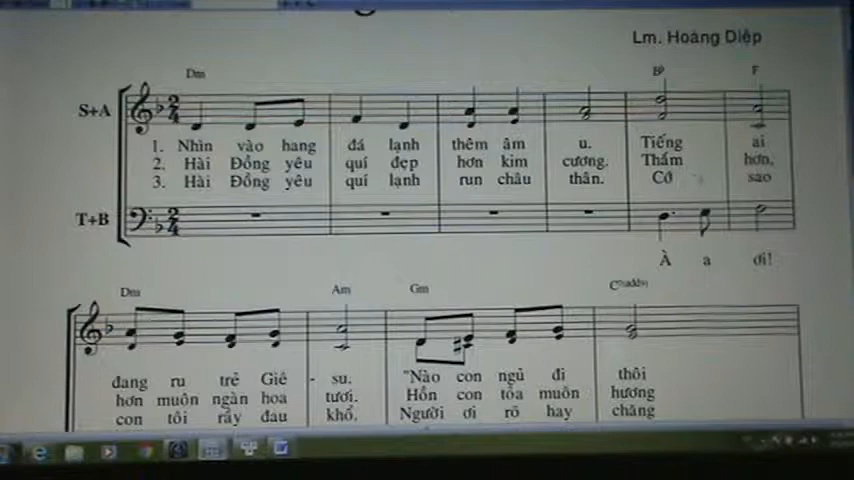 Lm. Hoàng Diệp
Dm B♭ F
S+A
1. Nhìn vào hang đá lạnh thêm âm u. Tiếng ai
2. Hài Đồng yêu quí đẹp hơn kim cương. Thắm hơn,
3. Hài Đồng yêu quí lạnh run châu thân. Cớ sao
T+B
À a ơi!
Dm Am Gm
đang ru trẻ Giê - su. "Nào con ngủ đi thôi
hơn muôn ngàn hoa tươi. Hồn con tỏa muôn hương
con tôi rầy đau khổ. Người ơi rõ hay chăng